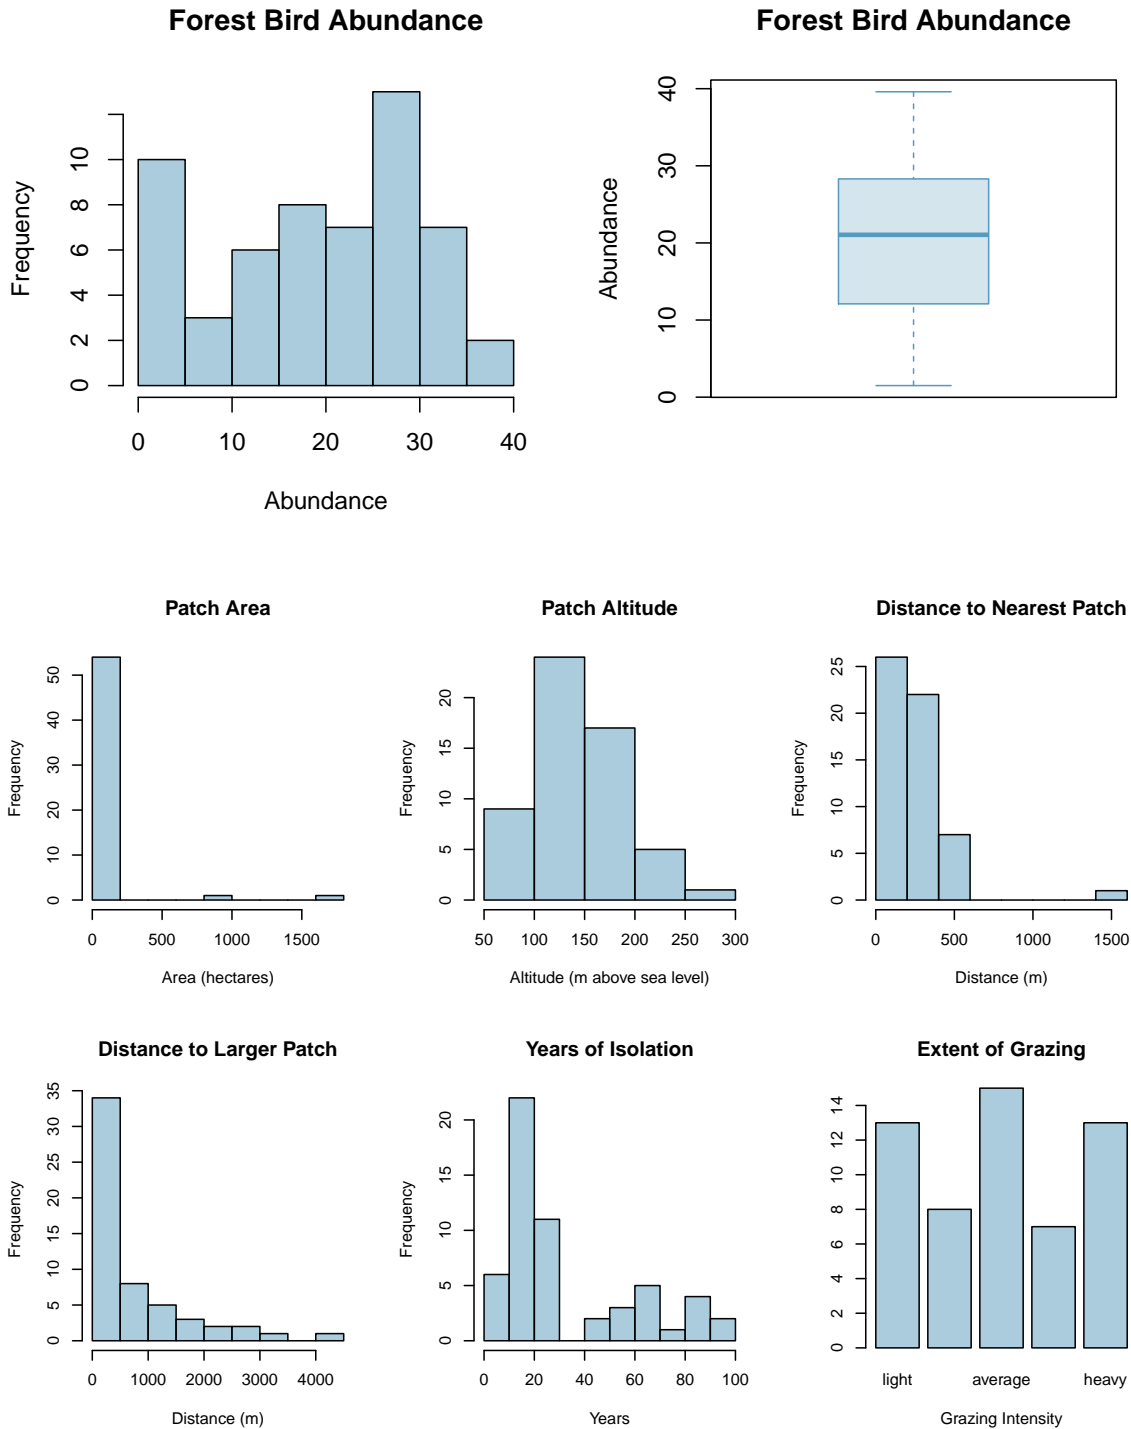 Forest Bird Abundance
Frequency
0 2 4 6 8 10
0 10 20 30 40
Abundance
Forest Bird Abundance
Abundance
0 10 20 30 40
Patch Area
Frequency
0 10 20 30 40 50
0 500 1000 1500
Area (hectares)
Patch Altitude
Frequency
0 5 10 15 20
50 100 150 200 250 300
Altitude (m above sea level)
Distance to Nearest Patch
Frequency
0 5 10 15 20 25
0 500 1000 1500
Distance (m)
Distance to Larger Patch
Frequency
0 5 10 15 20 25 30 35
0 1000 2000 3000 4000
Distance (m)
Years of Isolation
Frequency
0 5 10 15 20
0 20 40 60 80 100
Years
Extent of Grazing
0 2 4 6 8 10 12 14
light average heavy
Grazing Intensity